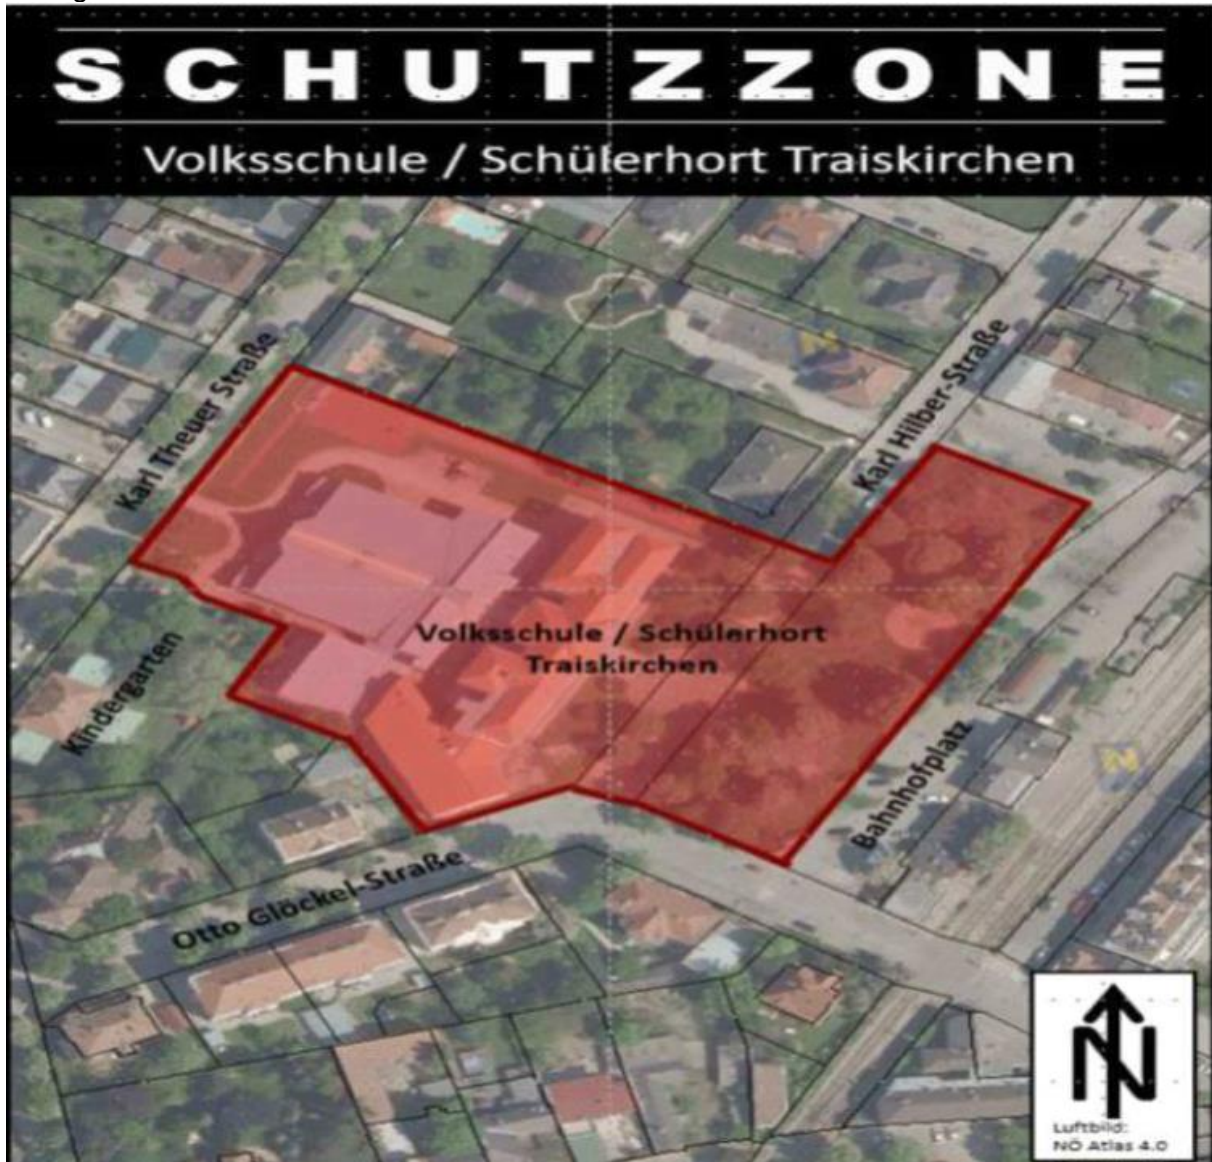 SCHUTZZONE
Volksschule / Schülerhort Traiskirchen
Karl Theuer Straße
Karl Hilber-Straße
Volksschule / Schülerhort
Traiskirchen
Kindergarten
Bahnhofplatz
Otto Glöckel-Straße
N
Luftbild:
NÖ Atlas 4.0